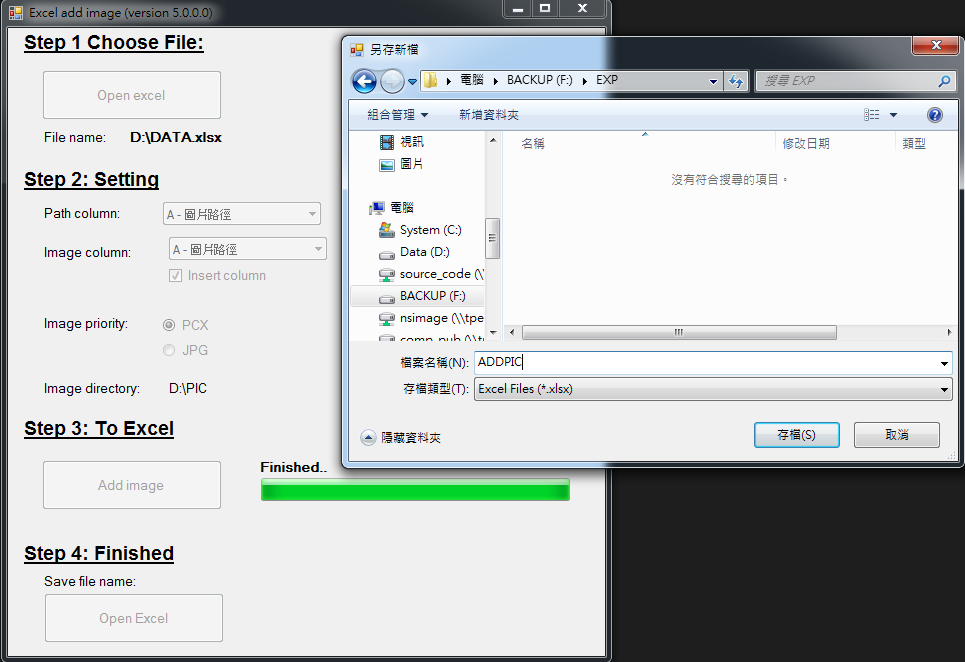 Excel add image (version 5.0.0.0)
Step 1 Choose File:
Open excel
File name: D:\DATA.xlsx
Step 2: Setting
Path column: A - 圖片路徑
Image column: A - 圖片路徑
Insert column
Image priority: PCX
JPG
Image directory: D:\PIC
Step 3: To Excel
Add image
Finished..
Step 4: Finished
Save file name:
Open Excel
另存新檔
電腦 BACKUP (F:) EXP
搜尋 EXP
組合管理 新增資料夾
視訊
圖片
電腦
System (C:)
Data (D:)
source_code (\\
BACKUP (F:)
nsimage (\\tpe
comp_pub (\\t
名稱 修改日期 類型
沒有符合搜尋的項目。
檔案名稱(N): ADDPIC
存檔類型(T): Excel Files (*.xlsx)
隱藏資料夾
存檔(S) 取消